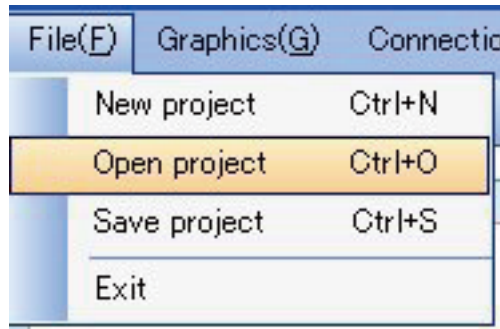 File(F) Graphics(G) Connectio
New project Ctrl+N
Open project Ctrl+O
Save project Ctrl+S
Exit